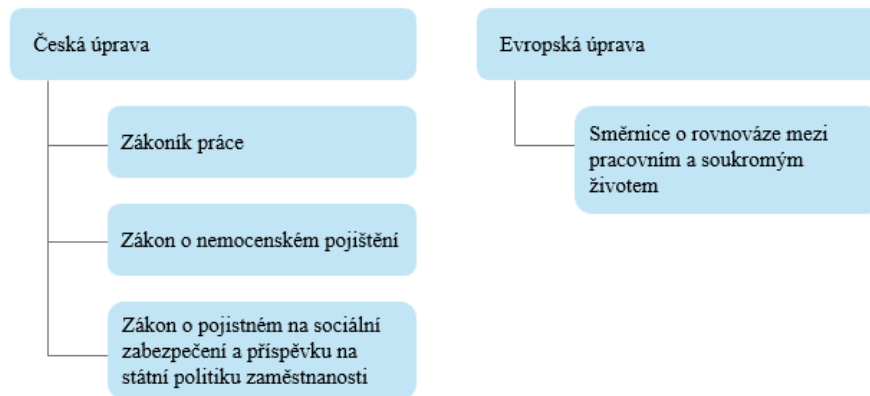 Česká úprava
Zákoník práce
Zákon o nemocenském pojištění
Zákon o pojistném na sociální
zabezpečení a příspěvku na
státní politiku zaměstnanosti
Evropská úprava
Směrnice o rovnováze mezi
pracovním a soukromým
životem